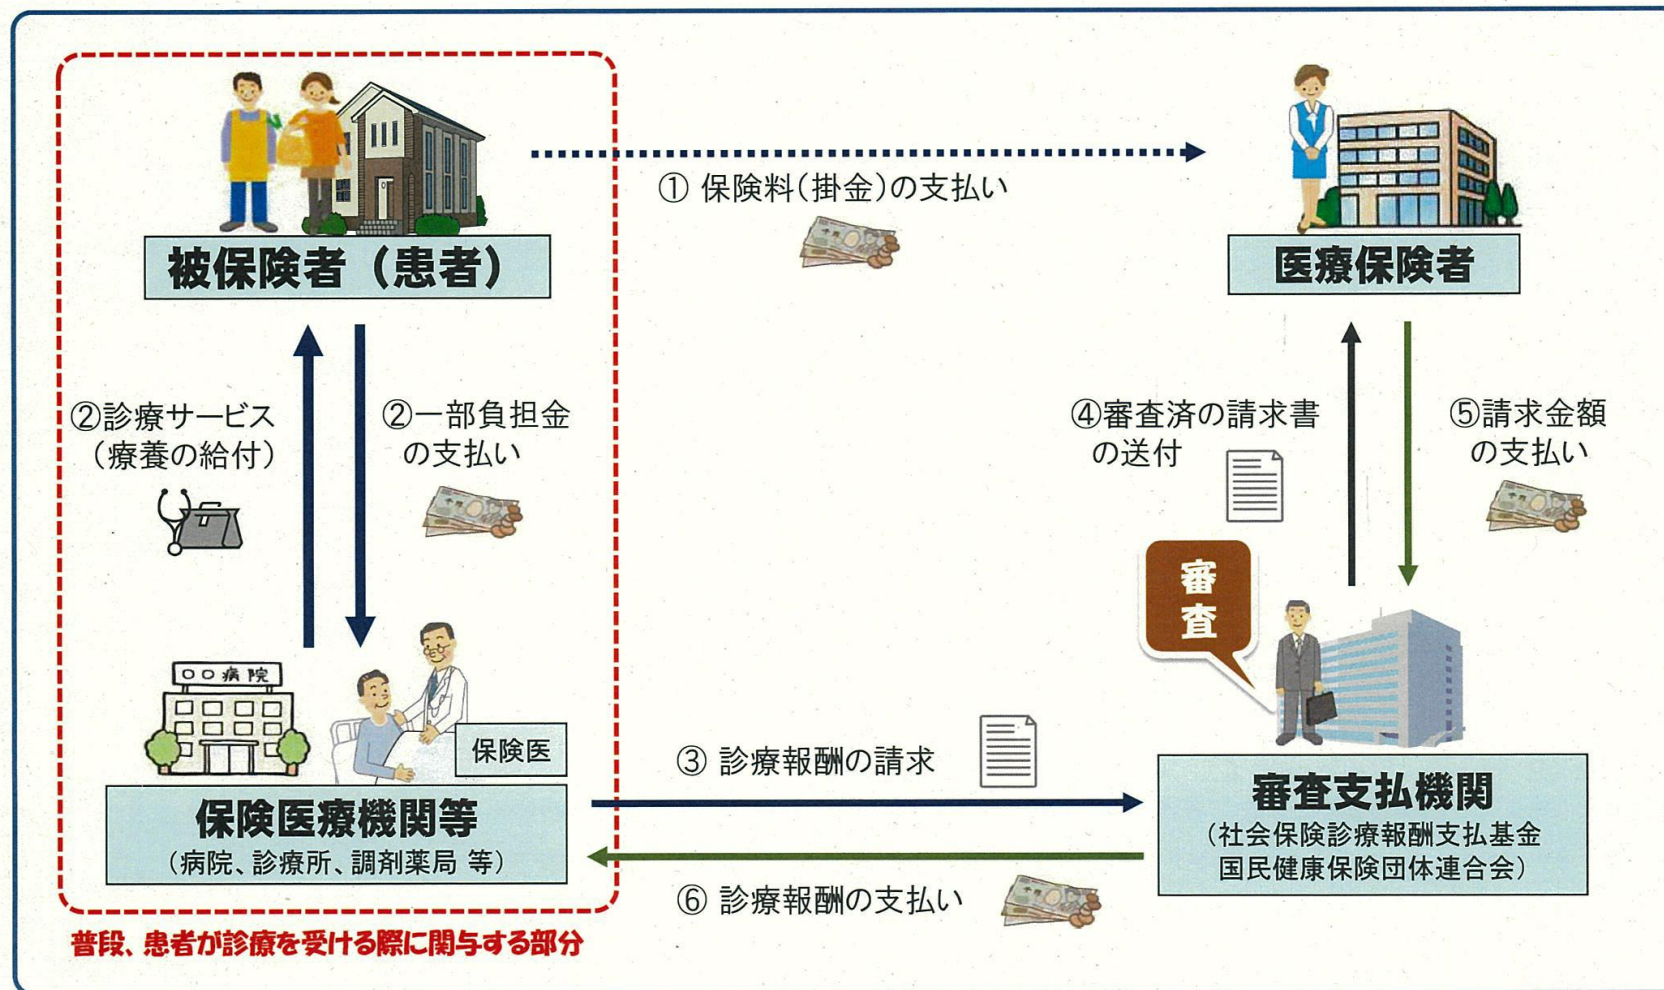 ① 保険料(掛金)の支払い
被保険者(患者)
医療保険者
②診療サービス
(療養の給付)
②一部負担金
の支払い
④審査済の請求書
の送付
⑤請求金額
の支払い
審
査
〇〇病院
保険医
保険医療機関等
(病院、診療所、調剤薬局 等)
③ 診療報酬の請求
⑥ 診療報酬の支払い
審査支払機関
(社会保険診療報酬支払基金
国民健康保険団体連合会)
普段、患者が診療を受ける際に関与する部分